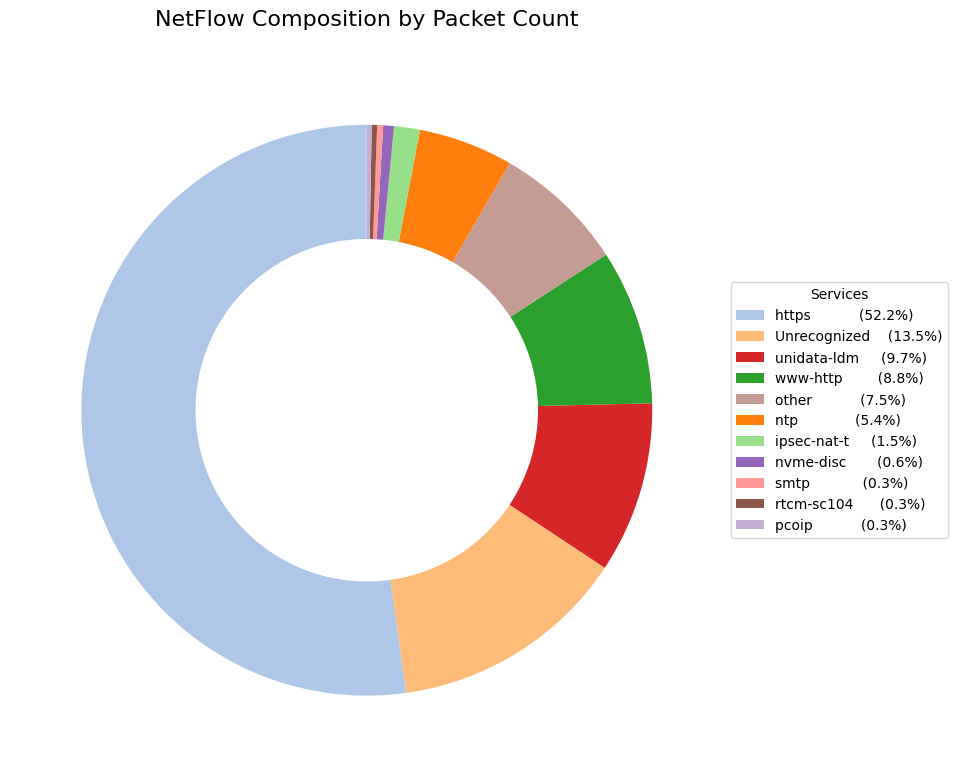 NetFlow Composition by Packet Count
Services
https (52.2%)
Unrecognized (13.5%)
unidata-ldm (9.7%)
www-http (8.8%)
other (7.5%)
ntp (5.4%)
ipsec-nat-t (1.5%)
nvme-disc (0.6%)
smtp (0.3%)
rtcm-sc104 (0.3%)
pcoip (0.3%)